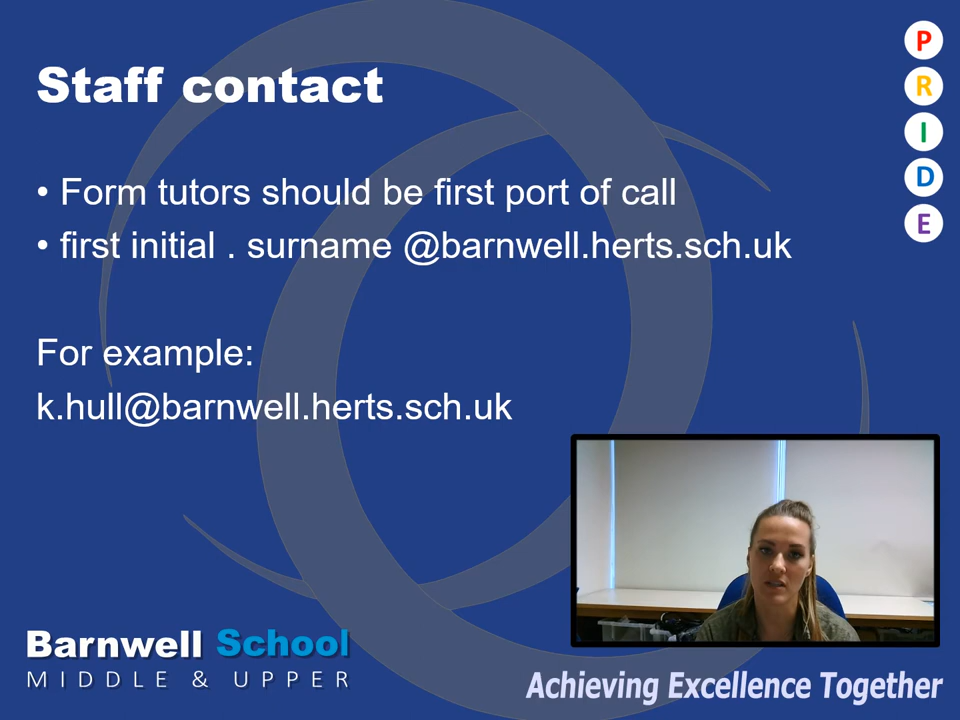 Staff contact
• Form tutors should be first port of call
• first initial . surname @barnwell.herts.sch.uk
For example:
k.hull@barnwell.herts.sch.uk
P
R
I
D
E
Barnwell School
MIDDLE & UPPER
Achieving Excellence Together